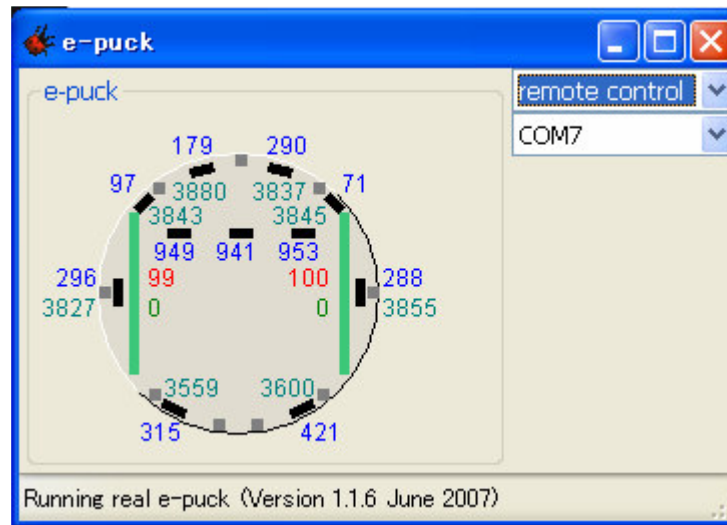 e-puck
e-puck
remote control
COM7
179 290
97 71
3880 3837
3843 3845
949 941 953
296 99 100 288
3827 0 0 3855
3559 3600
315 421
Running real e-puck (Version 1.1.6 June 2007)